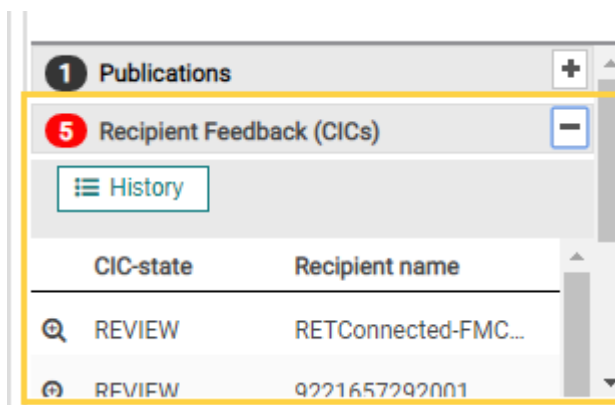 1 Publications +
5 Recipient Feedback (CICs) -
History
CIC-state Recipient name
REVIEW RETConnected-FMC...
REVIEW 9221657292001